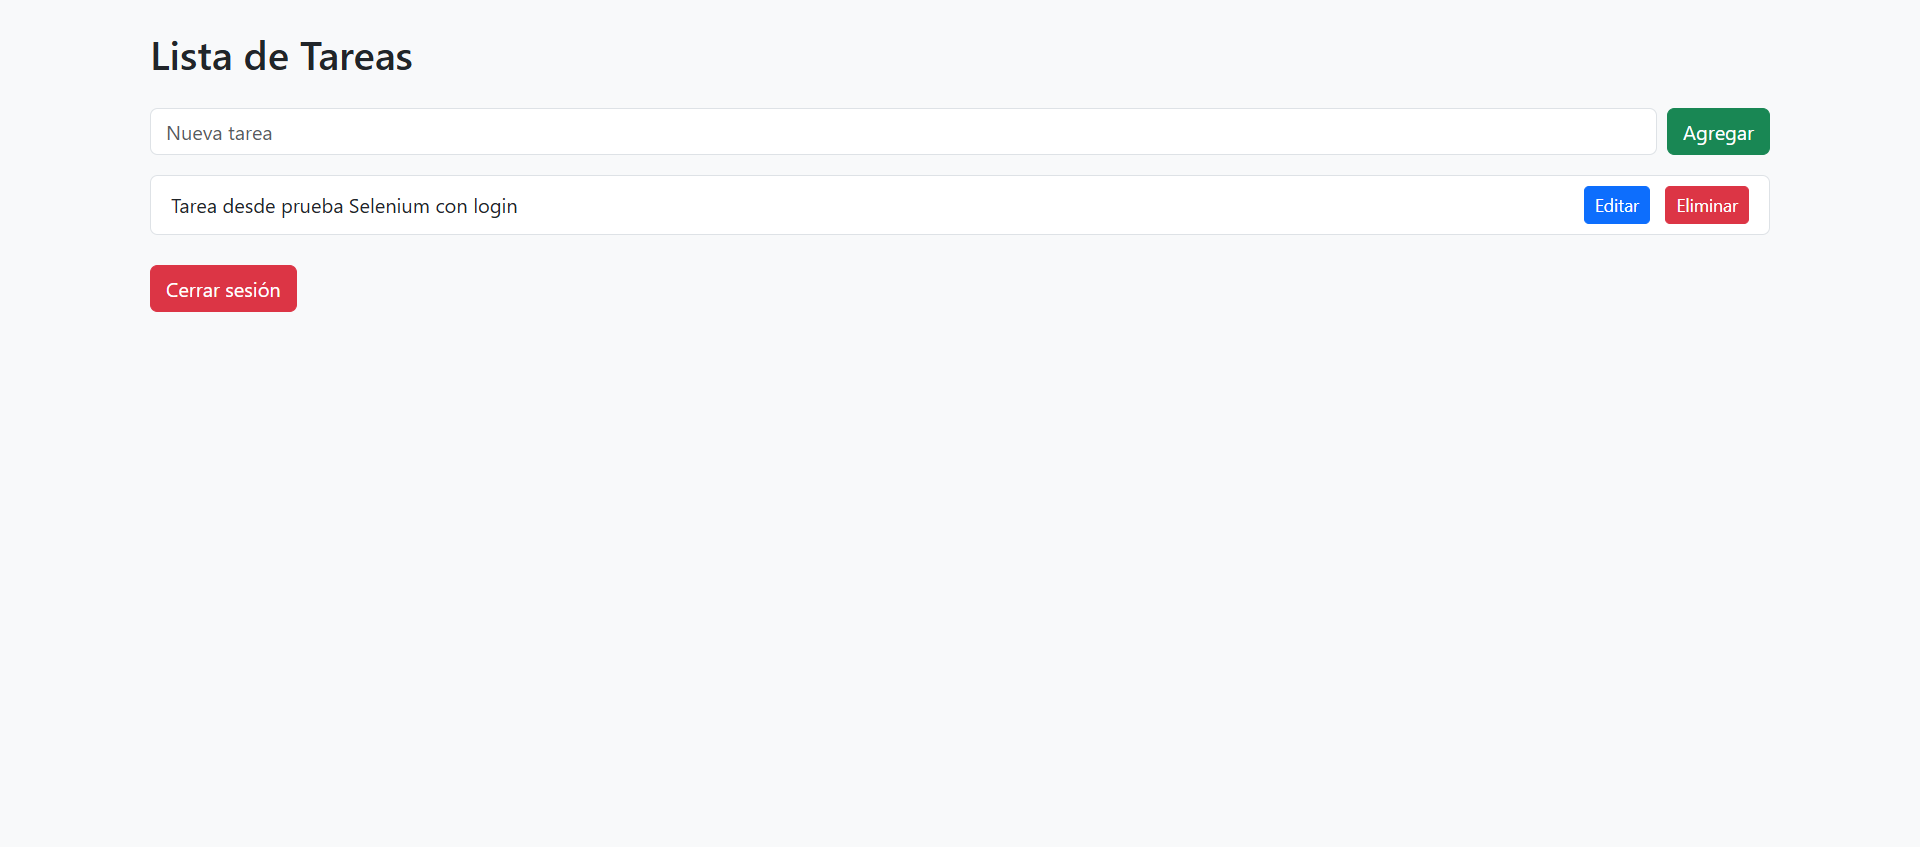 Lista de Tareas
Nueva tarea
Agregar
Tarea desde prueba Selenium con login
Editar
Eliminar
Cerrar sesión